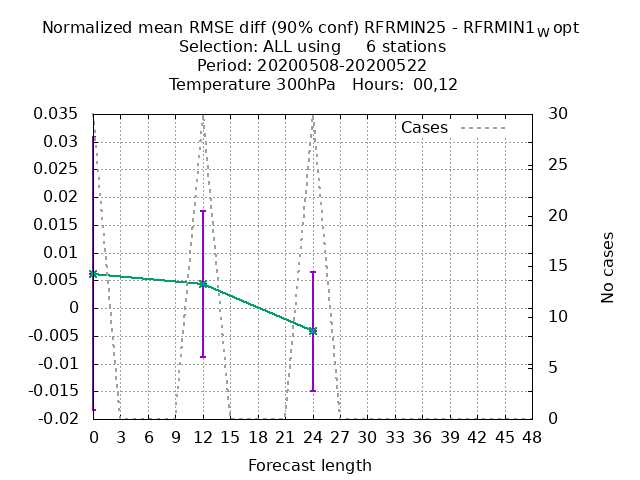 Normalized mean RMSE diff (90% conf) RFRMIN25 - RFRMIN1W opt
Selection: ALL using 6 stations
Period: 20200508-20200522
Temperature 300hPa Hours: 00,12
Cases
0.035
0.03
0.025
0.02
0.015
0.01
0.005
0
-0.005
-0.01
-0.015
-0.02
30
25
20
15
10
5
0
No cases
0 3 6 9 12 15 18 21 24 27 30 33 36 39 42 45 48
Forecast length